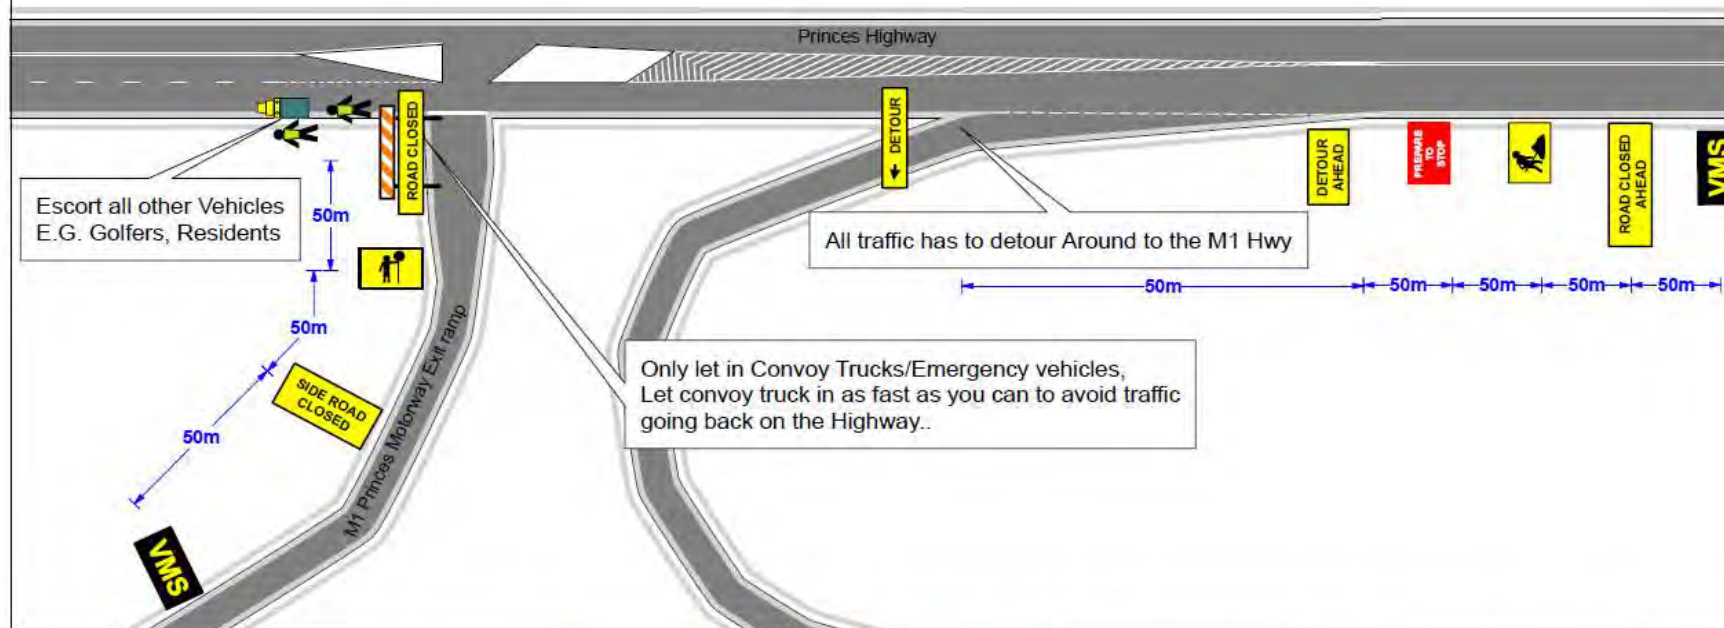 Princes Highway
ROAD CLOSED
← DETOUR
DETOUR
AHEAD
PREPARE
TO
STOP
ROAD CLOSED
AHEAD
VMS
Escort all other Vehicles
E.G. Golfers, Residents
50m
All traffic has to detour Around to the M1 Hwy
50m
50m
50m
50m
50m
50m
Only let in Convoy Trucks/Emergency vehicles,
Let convoy truck in as fast as you can to avoid traffic
going back on the Highway..
SIDE ROAD
CLOSED
50m
M1 Princes Motorway Exit ramp
VMS